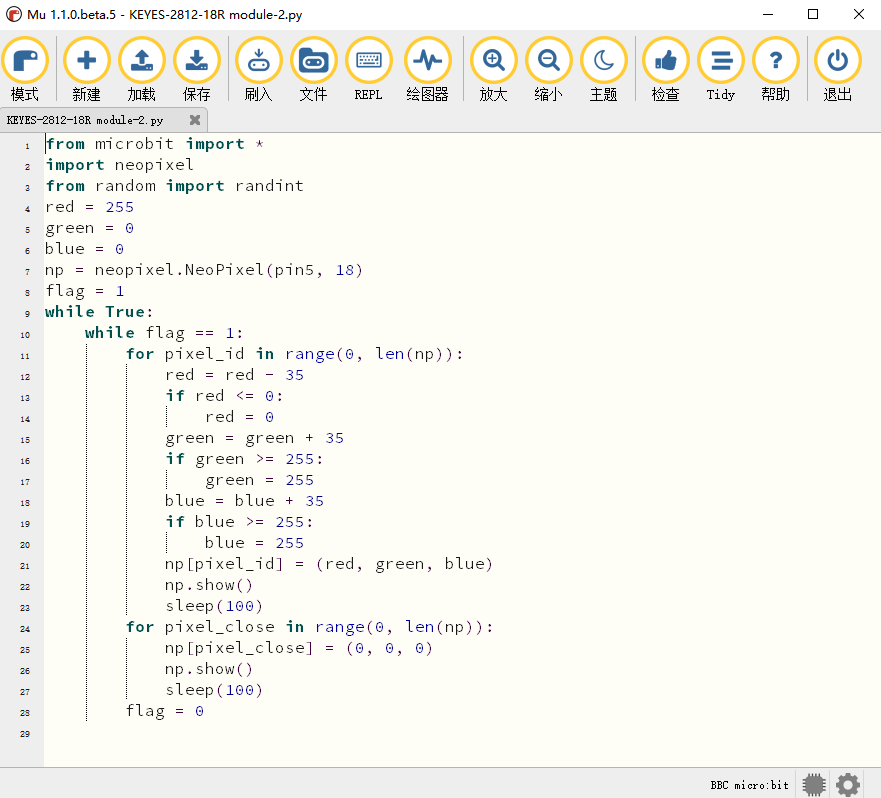 Mu 1.1.0.beta.5 - KEYES-2812-18R module-2.py
模式 新建 加载 保存 刷入 文件 REPL 绘图器 放大 缩小 主题 检查 Tidy 帮助 退出
KEYES-2812-18R module-2.py
1 from microbit import *
2 import neopixel
3 from random import randint
4 red = 255
5 green = 0
6 blue = 0
7 np = neopixel.NeoPixel(pin5, 18)
8 flag = 1
9 while True:
10     while flag == 1:
11         for pixel_id in range(0, len(np)):
12             red = red - 35
13             if red <= 0:
14                 red = 0
15             green = green + 35
16             if green >= 255:
17                 green = 255
18             blue = blue + 35
19             if blue >= 255:
20                 blue = 255
21             np[pixel_id] = (red, green, blue)
22             np.show()
23             sleep(100)
24         for pixel_close in range(0, len(np)):
25             np[pixel_close] = (0, 0, 0)
26             np.show()
27             sleep(100)
28         flag = 0
29
BBC micro:bit